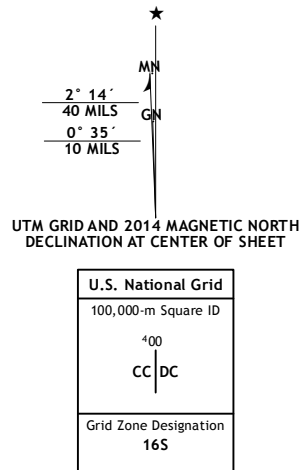 ★
MN
2° 14´
40 MILS
GN
0° 35´
10 MILS
UTM GRID AND 2014 MAGNETIC NORTH
DECLINATION AT CENTER OF SHEET
U.S. National Grid
100,000-m Square ID
⁴00
CC DC
Grid Zone Designation
16S